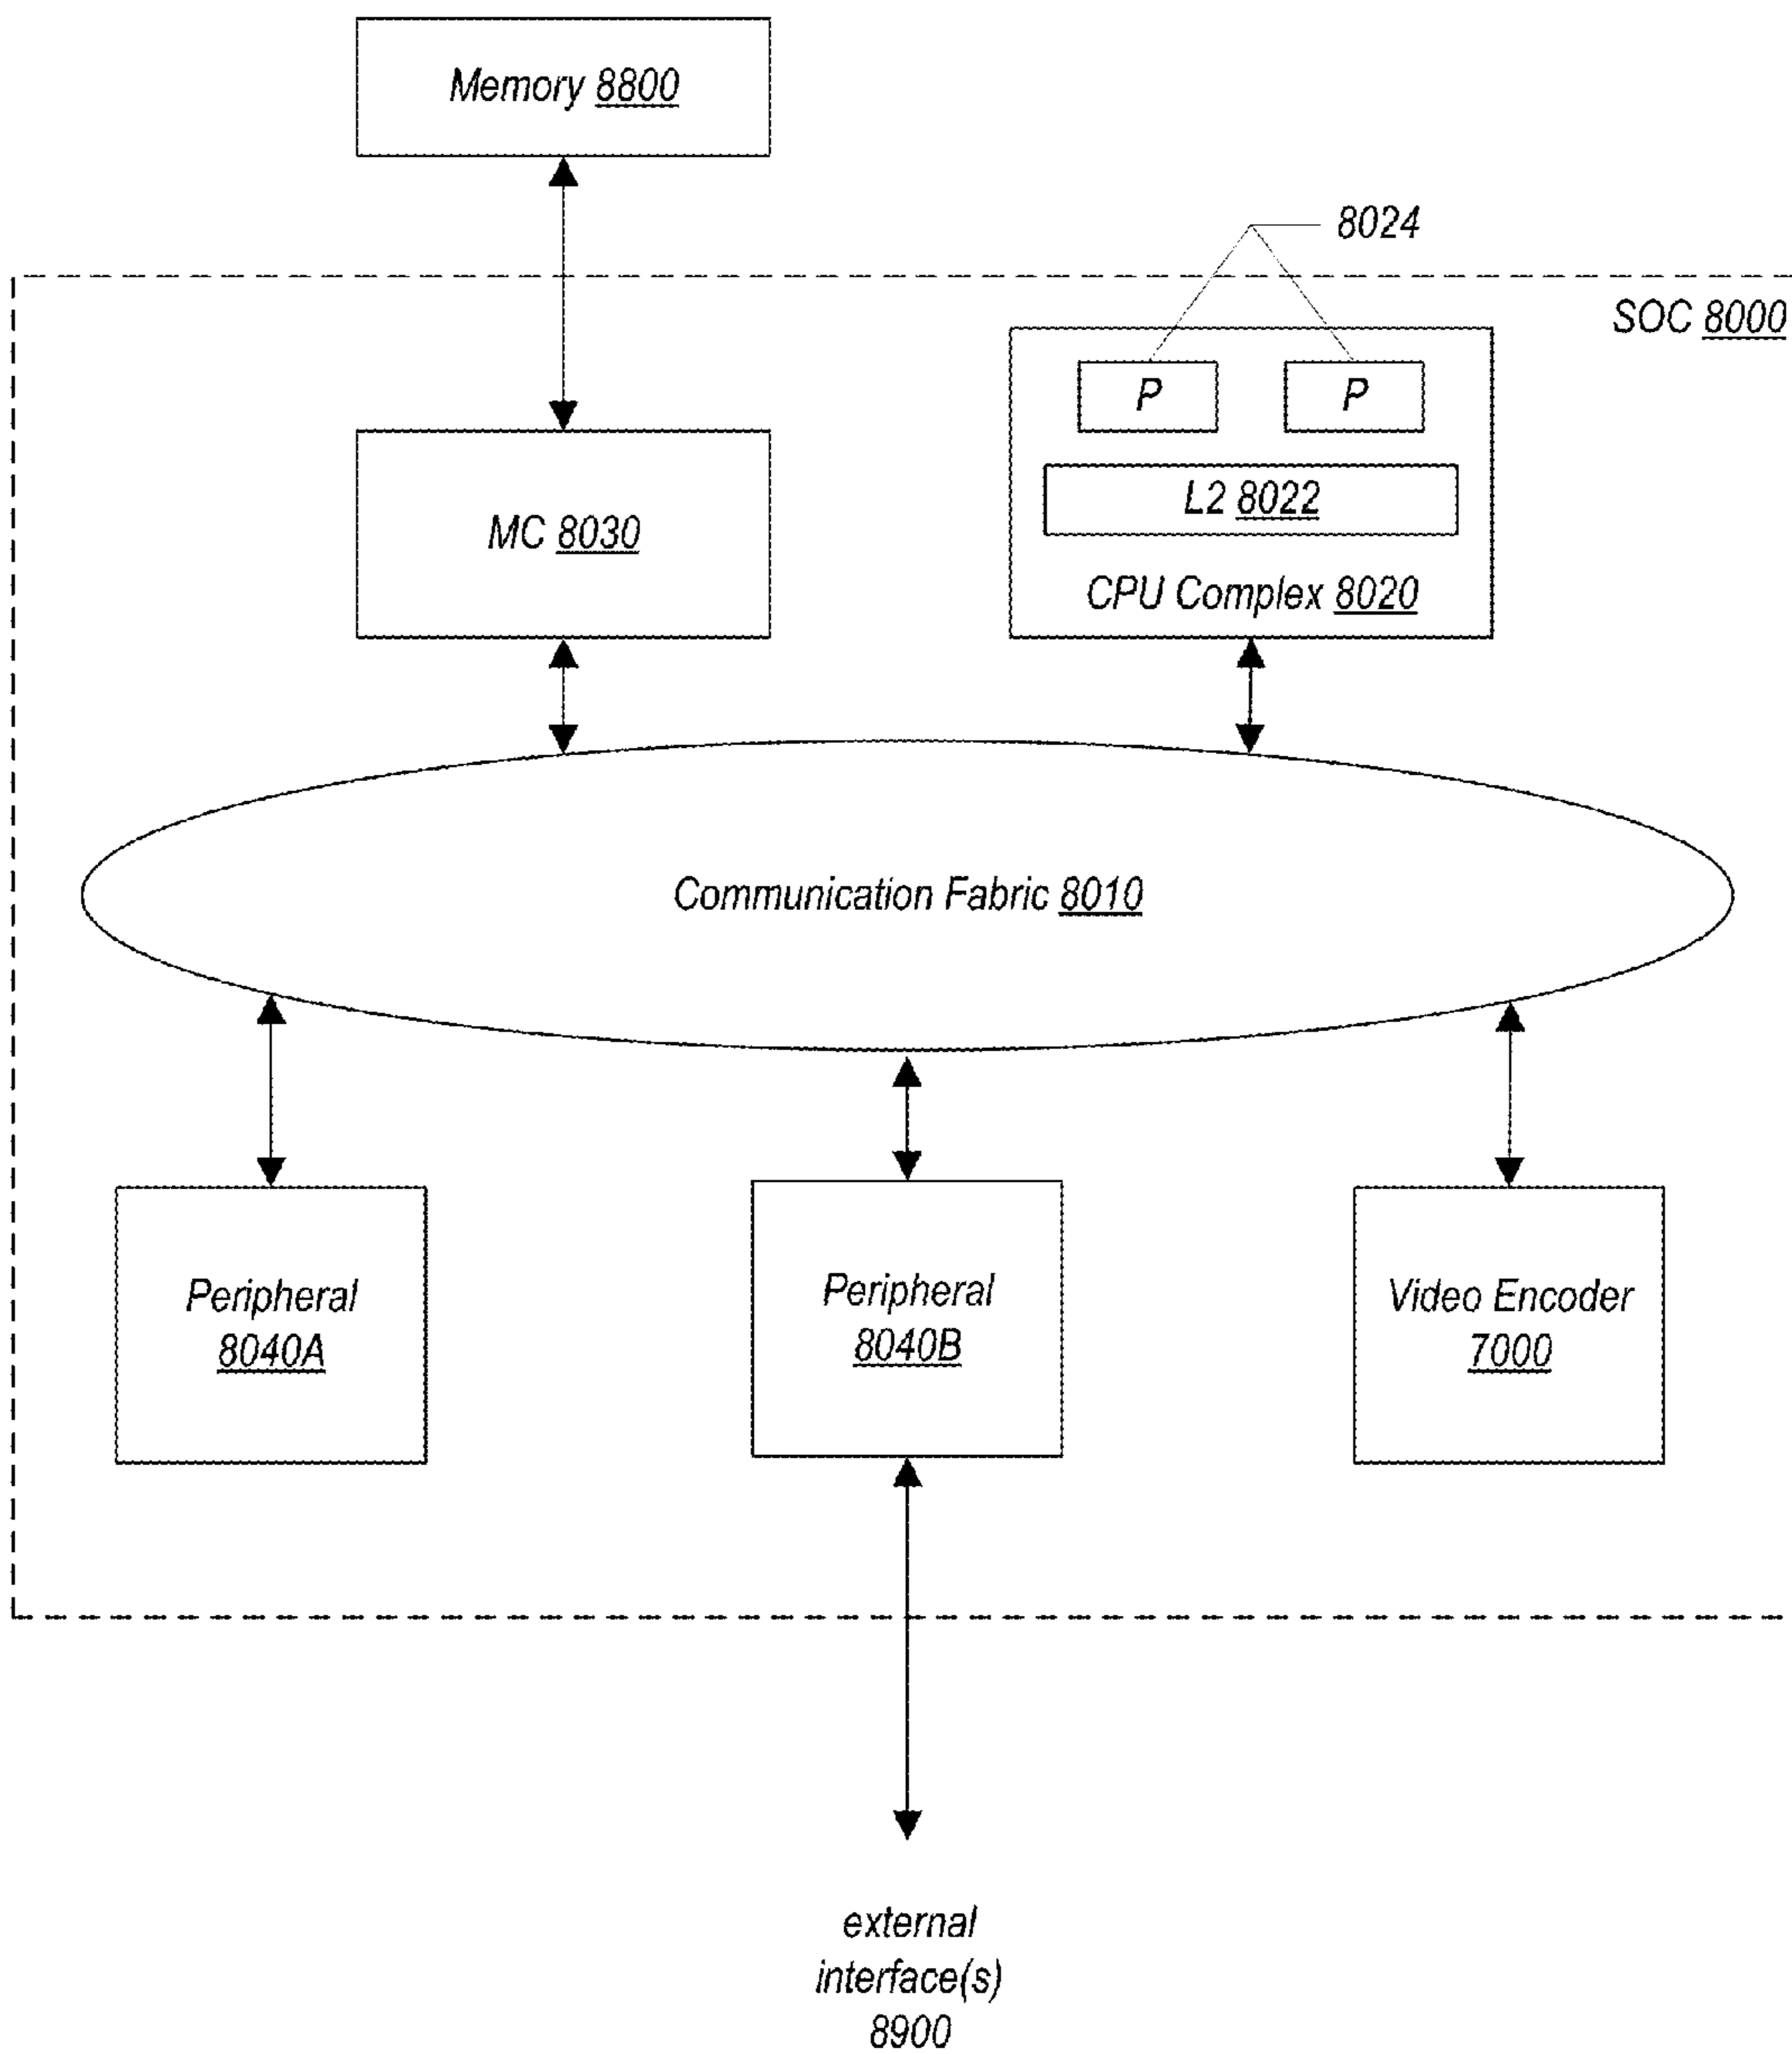 Memory 8800
8024
SOC 8000
P
P
L2 8022
MC 8030
CPU Complex 8020
Communication Fabric 8010
Peripheral
8040A
Peripheral
8040B
Video Encoder
7000
external
interface(s)
8900